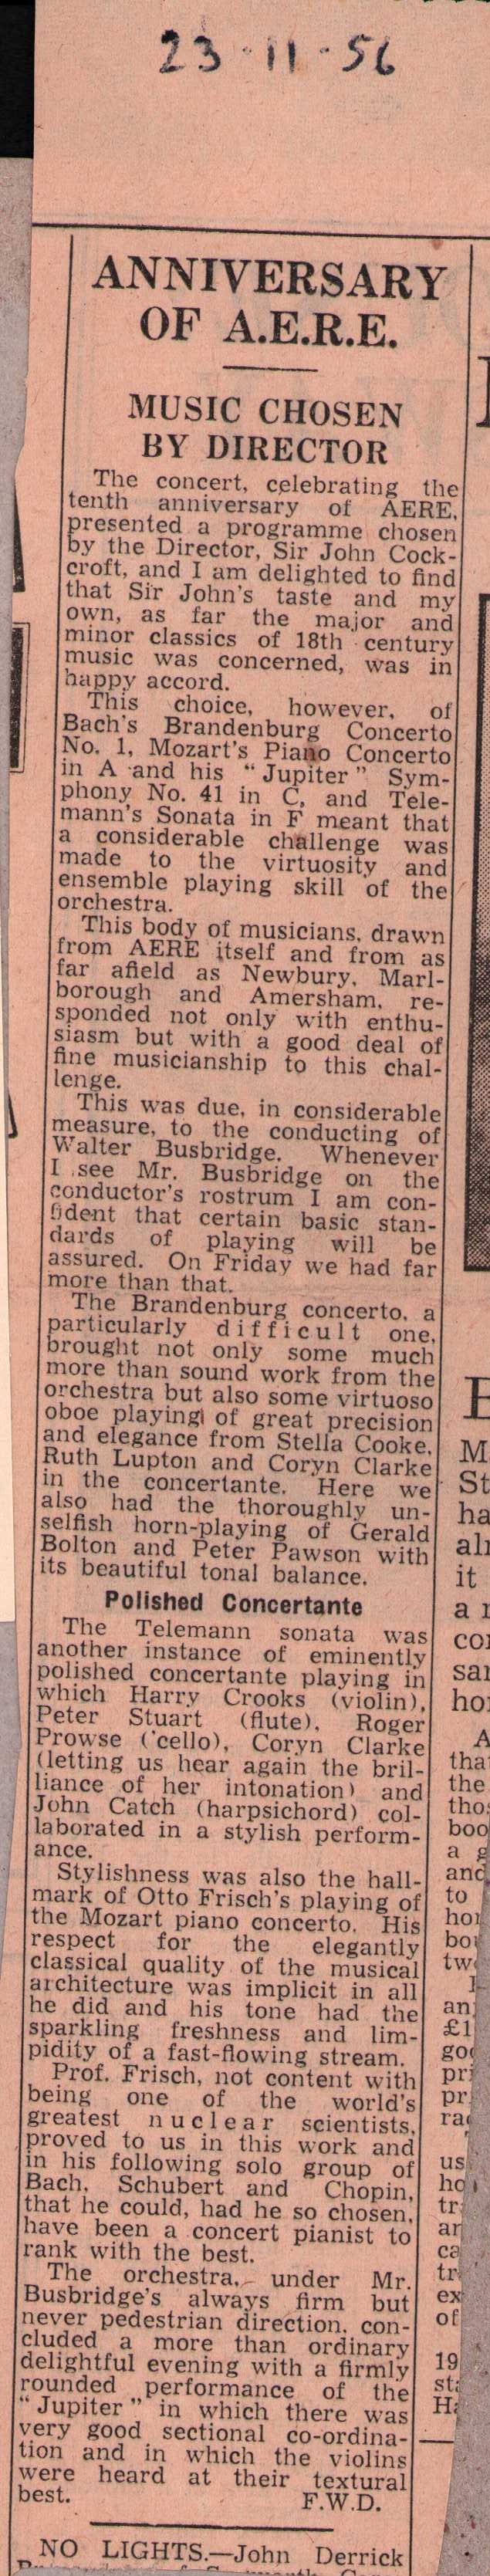 23-11-56
ANNIVERSARY
OF A.E.R.E.
MUSIC CHOSEN
BY DIRECTOR
The concert, celebrating the
tenth anniversary of AERE,
presented a programme chosen
by the Director, Sir John Cock-
croft, and I am delighted to find
that Sir John's taste and my
own, as far the major and
minor classics of 18th century
music was concerned, was in
happy accord.
This choice, however, of
Bach's Brandenburg Concerto
No. 1, Mozart's Piano Concerto
in A and his "Jupiter" Sym-
phony No. 41 in C, and Tele-
mann's Sonata in F meant that
a considerable challenge was
made to the virtuosity and
ensemble playing skill of the
orchestra.
This body of musicians, drawn
from AERE itself and from as
far afield as Newbury, Marl-
borough and Amersham, re-
sponded not only with enthu-
siasm but with a good deal of
fine musicianship to this chal-
lenge.
This was due, in considerable
measure, to the conducting of
Walter Busbridge. Whenever
I see Mr. Busbridge on the
conductor's rostrum I am con-
fident that certain basic stan-
dards of playing will be
assured. On Friday we had far
more than that.
The Brandenburg concerto, a
particularly difficult one,
brought not only some much
more than sound work from the
orchestra but also some virtuoso
oboe playing of great precision
and elegance from Stella Cooke,
Ruth Lupton and Coryn Clarke
in the concertante. Here we
also had the thoroughly un-
selfish horn-playing of Gerald
Bolton and Peter Pawson with
its beautiful tonal balance.
Polished Concertante
The Telemann sonata was
another instance of eminently
polished concertante playing in
which Harry Crooks (violin),
Peter Stuart (flute), Roger
Prowse ('cello), Coryn Clarke
(letting us hear again the bril-
liance of her intonation) and
John Catch (harpsichord) col-
laborated in a stylish perform-
ance.
Stylishness was also the hall-
mark of Otto Frisch's playing of
the Mozart piano concerto. His
respect for the elegantly
classical quality of the musical
architecture was implicit in all
he did and his tone had the
sparkling freshness and lim-
pidity of a fast-flowing stream.
Prof. Frisch, not content with
being one of the world's
greatest nuclear scientists,
proved to us in this work and
in his following solo group of
Bach, Schubert and Chopin,
that he could, had he so chosen,
have been a concert pianist to
rank with the best.
The orchestra, under Mr.
Busbridge's always firm but
never pedestrian direction, con-
cluded a more than ordinary
delightful evening with a firmly
rounded performance of the
"Jupiter" in which there was
very good sectional co-ordina-
tion and in which the violins
were heard at their textural
best. F.W.D.
NO LIGHTS.—John Derrick